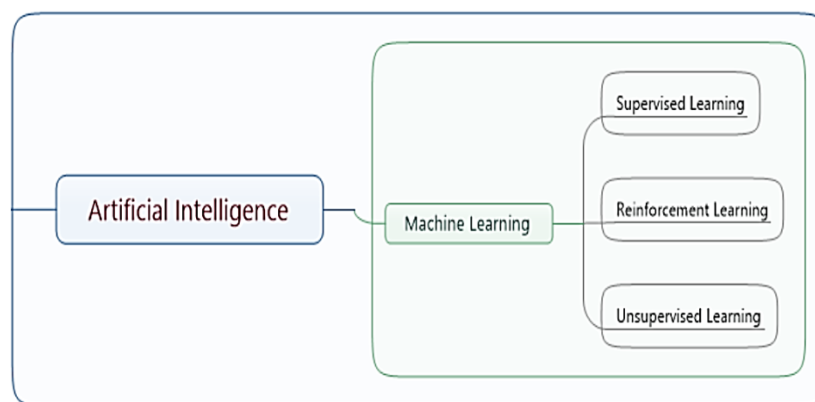 Artificial Intelligence
Machine Learning
Supervised Learning
Reinforcement Learning
Unsupervised Learning